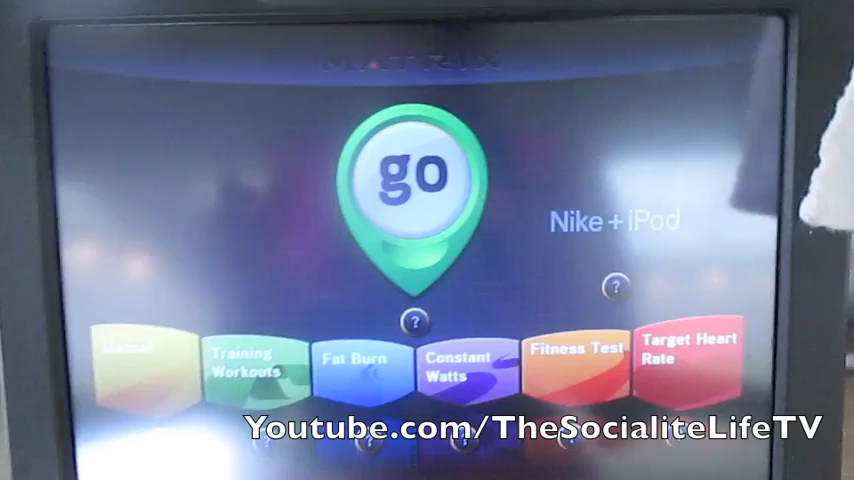 MATRIX
go
Nike + iPod
?
?
Manual
Training
Workouts
Fat Burn
Constant
Watts
Fitness Test
Target Heart
Rate
Youtube.com/TheSocialiteLifeTV